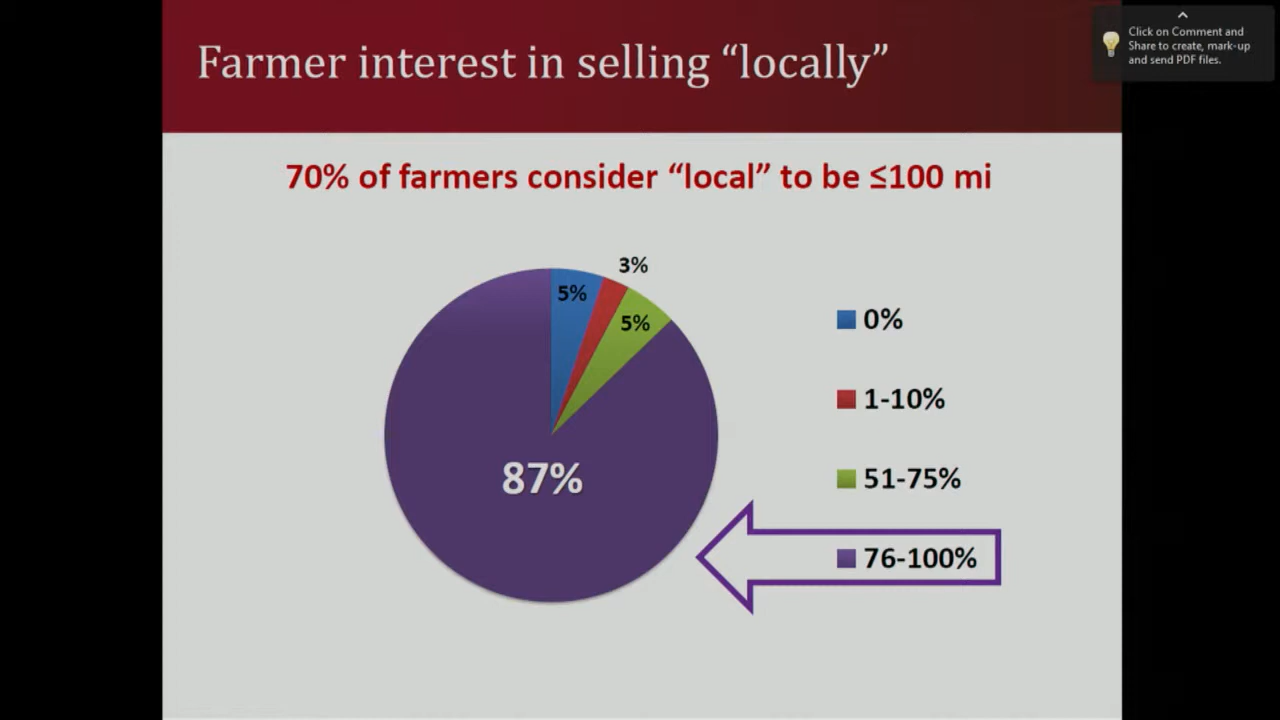 Farmer interest in selling “locally”
Click on Comment and
Share to create, mark-up
and send PDF files.
70% of farmers consider “local” to be ≤100 mi
3%
5%
5%
87%
0%
1-10%
51-75%
76-100%